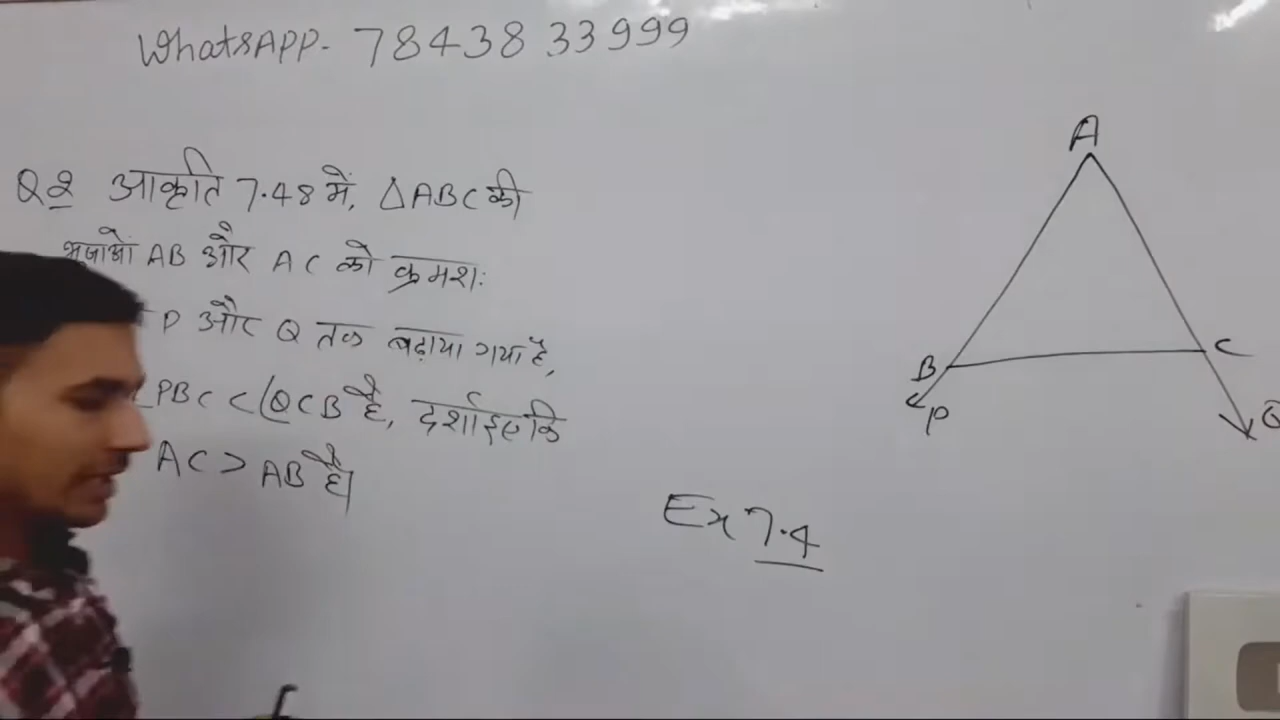 WhatsAPP- 78438 33999
Q2 आकृति 7.48 में, △ABC की
भुजाओं AB और AC को क्रमशः
P और Q तक बढ़ाया गया है,
∠PBC < ∠QCB है, दर्शाइए कि
AC > AB है।
Ex 7.4
A
B
C
P
Q